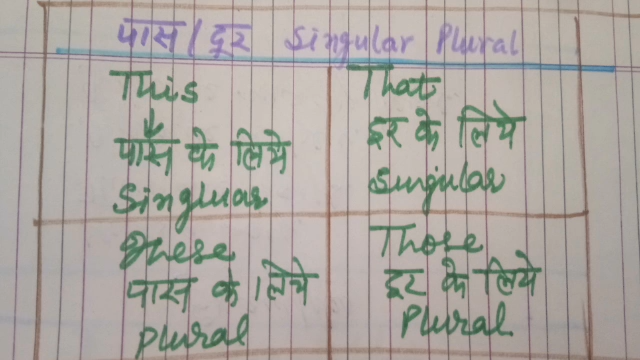 पास / दूर Singular Plural
This
↓
पास के लिये
Singluar
These
पास के लिये
plural
That
दूर के लिये
Singular
Those
दूर के लिये
Plural